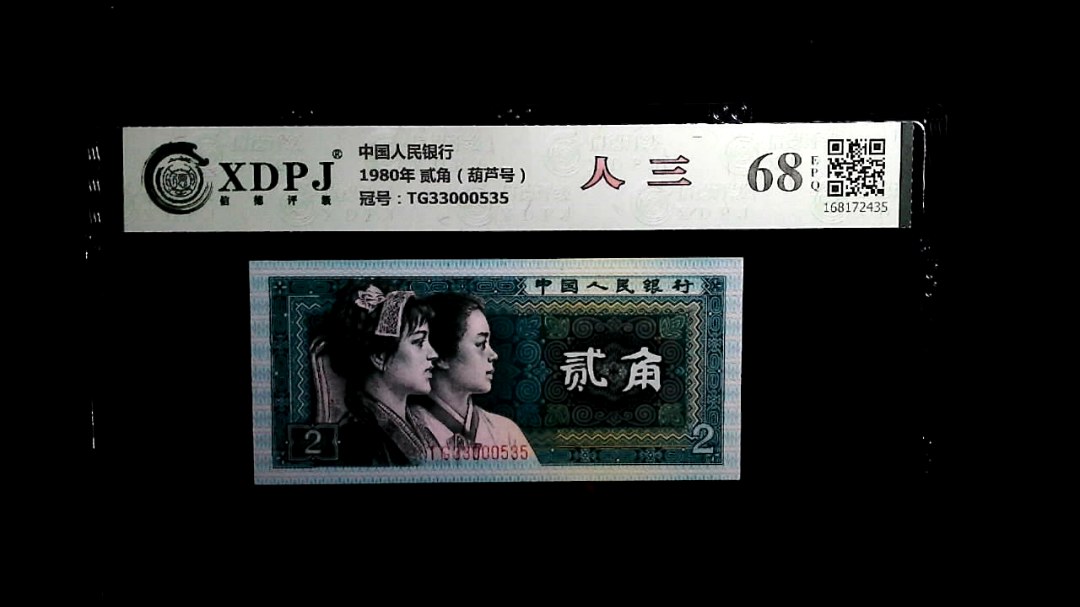 XDPJ®
信德评级
中国人民银行
1980年 贰角（葫芦号）
冠号：TG33000535
人三
68
EPQ
168172435
中国人民银行
贰角
2
TG33000535
2